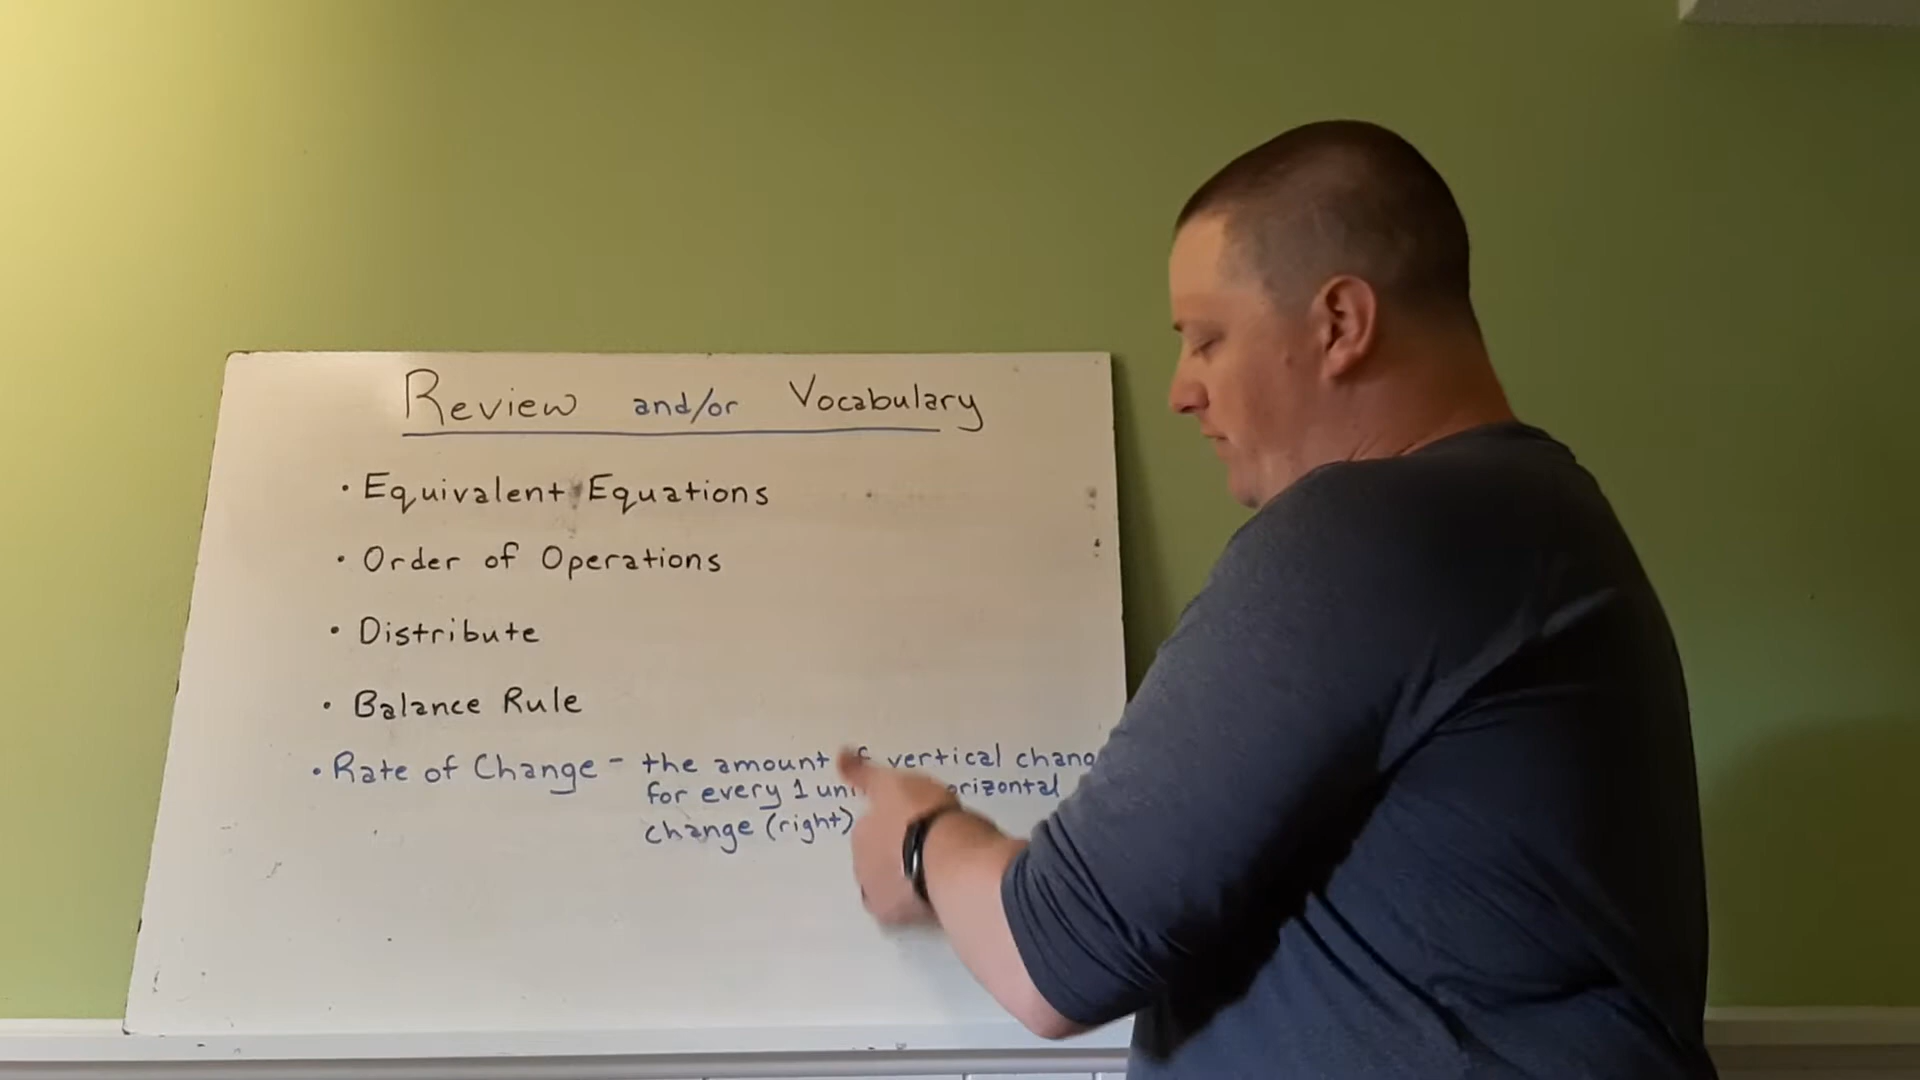 Review and/or Vocabulary
• Equivalent Equations
• Order of Operations
• Distribute
• Balance Rule
• Rate of Change - the amount vertical
for every 1
change (right)